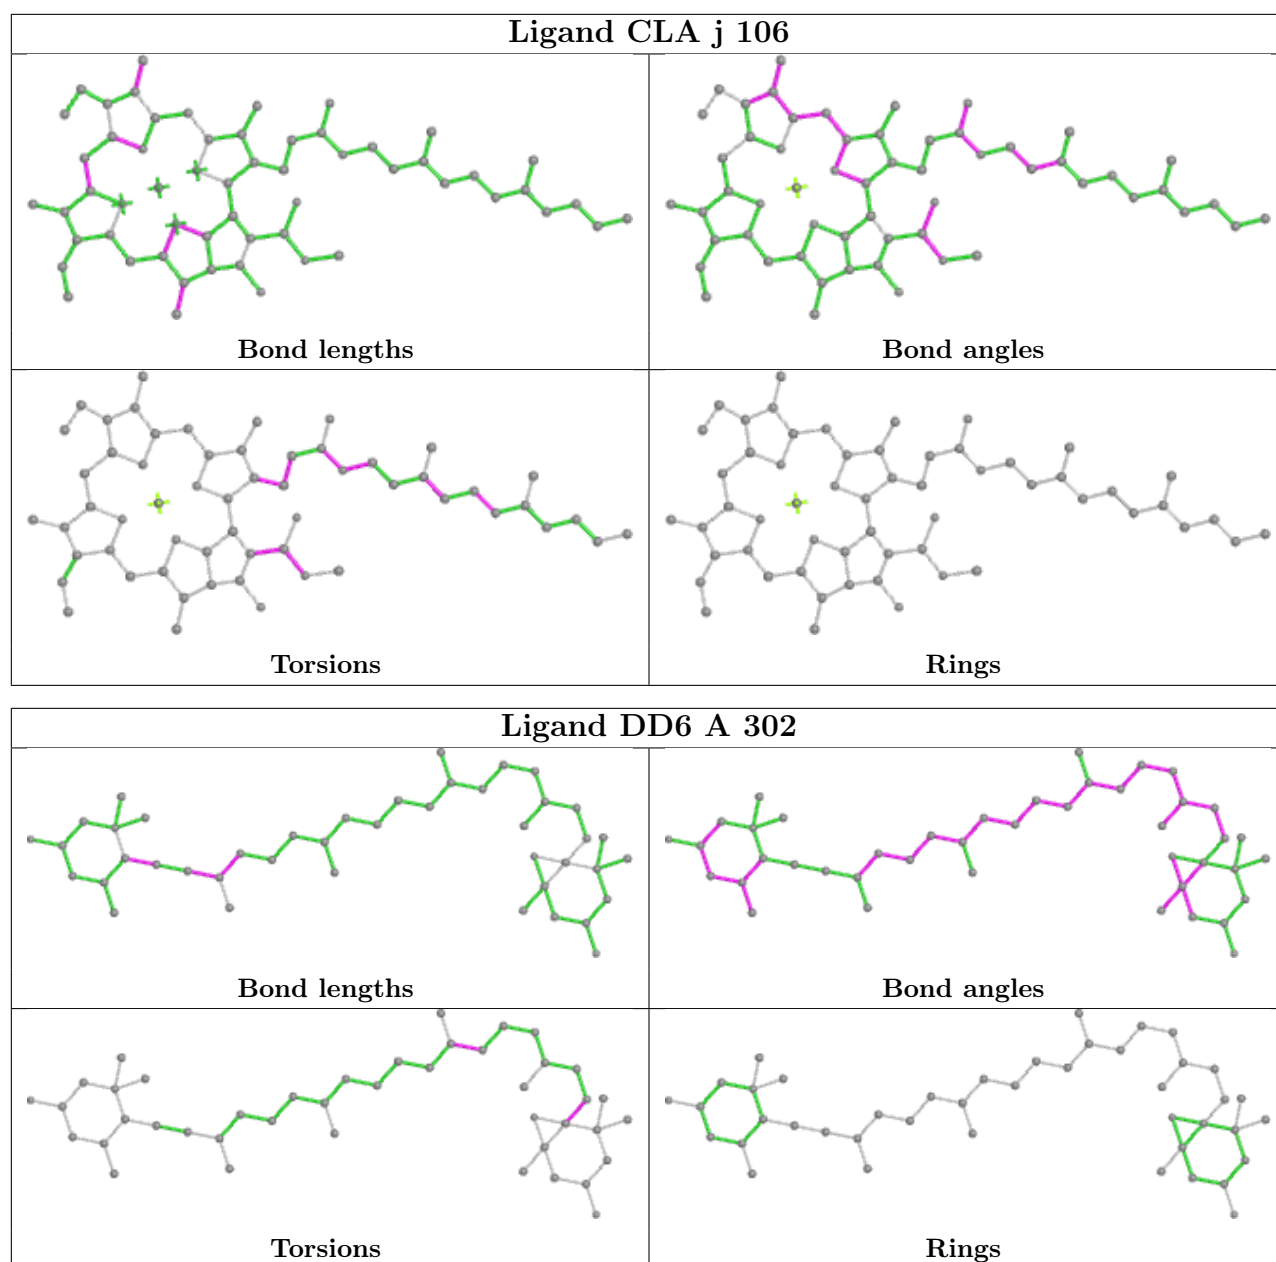 Ligand CLA j 106
Bond lengths
Bond angles
Torsions
Rings
Ligand DD6 A 302
Bond lengths
Bond angles
Torsions
Rings